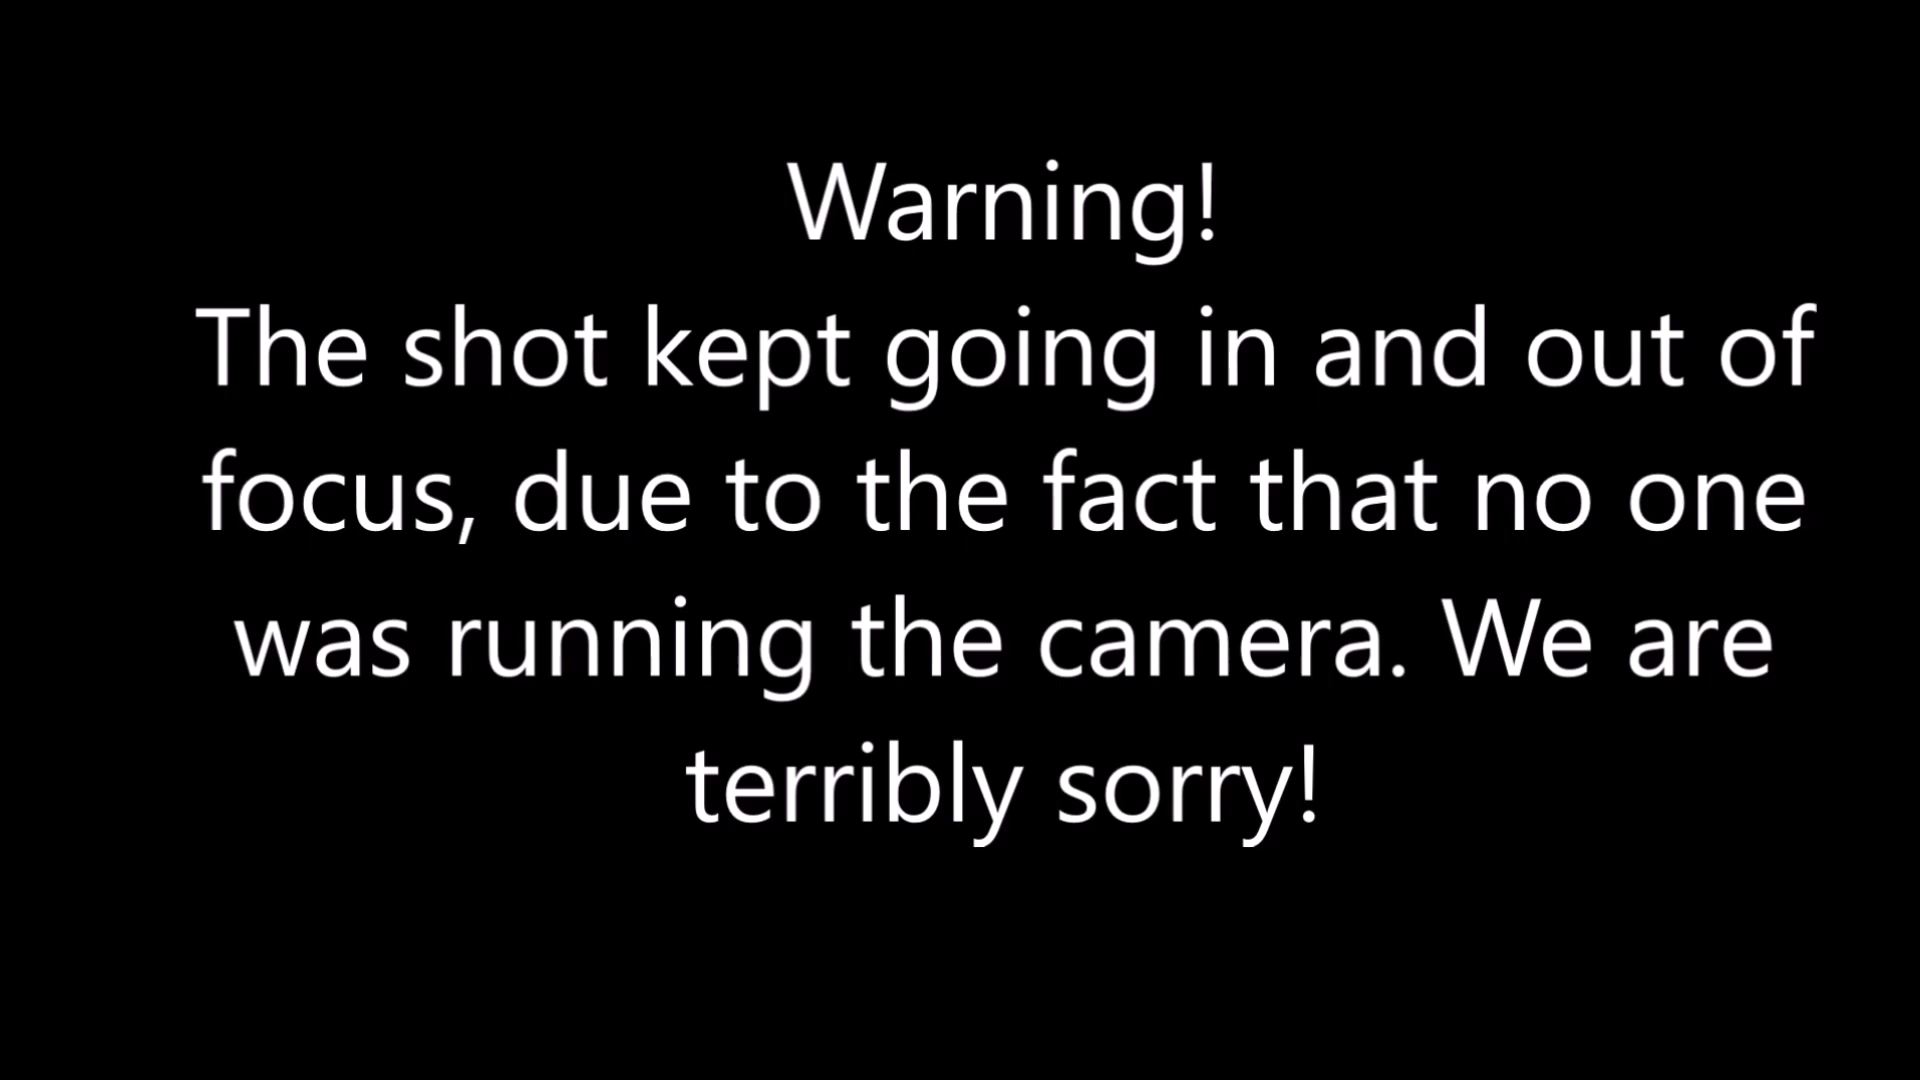 Warning!
The shot kept going in and out of
focus, due to the fact that no one
was running the camera. We are
terribly sorry!